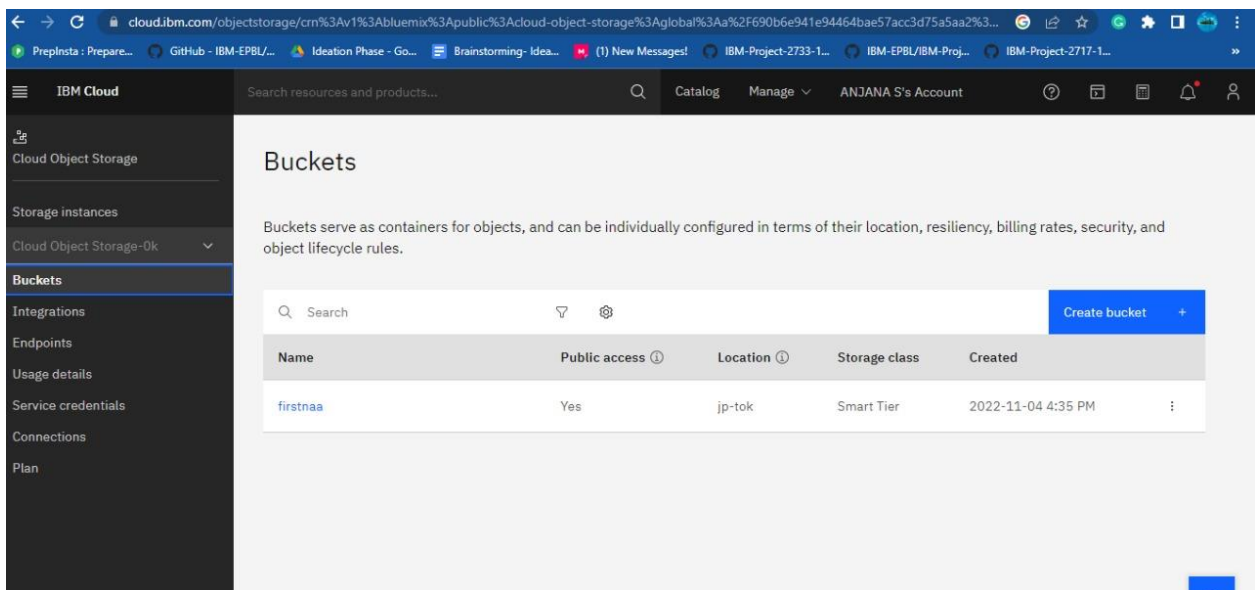 cloud.ibm.com/objectstorage/crn%3Av1%3Abluemix%3Apublic%3Acloud-object-storage%3Aglobal%3Aa%2F690b6e941e94464bae57acc3d75a5aa2%3...
PrepInsta : Prepare... GitHub - IBM-EPBL/... Ideation Phase - Go... Brainstorming- Idea... (1) New Messages! IBM-Project-2733-1... IBM-EPBL/IBM-Proj... IBM-Project-2717-1... »
IBM Cloud Search resources and products... Catalog Manage ANJANA S's Account
Cloud Object Storage
Storage instances
Cloud Object Storage-0k
Buckets
Integrations
Endpoints
Usage details
Service credentials
Connections
Plan
Buckets
Buckets serve as containers for objects, and can be individually configured in terms of their location, resiliency, billing rates, security, and
object lifecycle rules.
Search Create bucket +
Name Public access Location Storage class Created
firstnaa Yes jp-tok Smart Tier 2022-11-04 4:35 PM